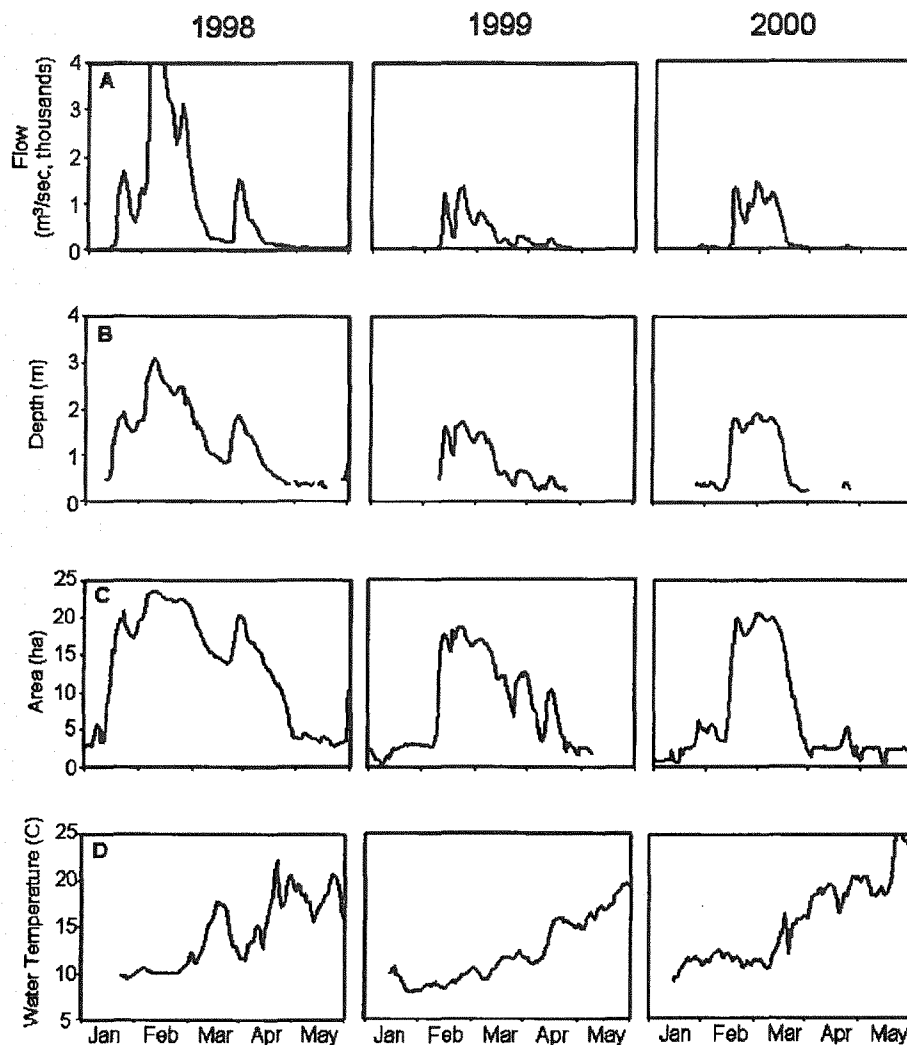 1998 1999 2000
A
Flow
(m³/sec, thousands)
4
3
2
1
0
B
Depth (m)
4
3
2
1
0
C
Area (ha)
25
20
15
10
5
0
D
Water Temperature (C)
25
20
15
10
5
Jan Feb Mar Apr May Jan Feb Mar Apr May Jan Feb Mar Apr May